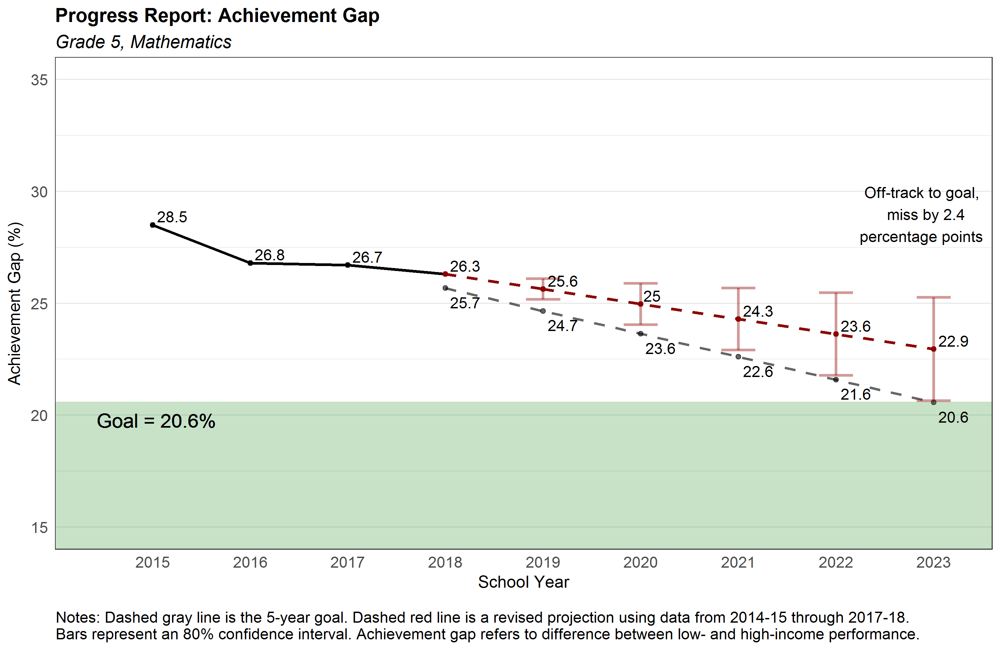 Progress Report: Achievement Gap
Grade 5, Mathematics
Achievement Gap (%)
35
30
25
20
15
Off-track to goal,
miss by 2.4
percentage points
28.5
26.8
26.7
26.3
25.6
25
24.3
23.6
22.9
25.7
24.7
23.6
22.6
21.6
20.6
Goal = 20.6%
2015
2016
2017
2018
2019
2020
2021
2022
2023
School Year
Notes: Dashed gray line is the 5-year goal. Dashed red line is a revised projection using data from 2014-15 through 2017-18.
Bars represent an 80% confidence interval. Achievement gap refers to difference between low- and high-income performance.